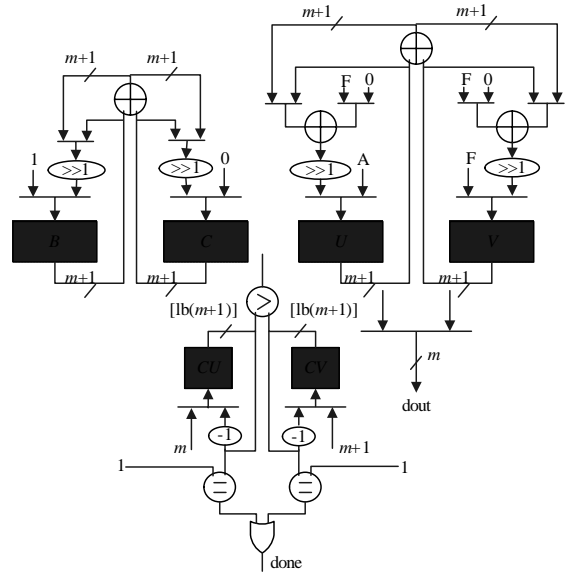 m+1 m+1
m+1 m+1
F 0 F 0
1 >>1 >>1 0 >>1 A F >>1
B C U V
m+1 m+1 m+1 m+1
[lb(m+1)] > [lb(m+1)]
CU CV
m
dout
m -1 -1 m+1
1 = = 1
done